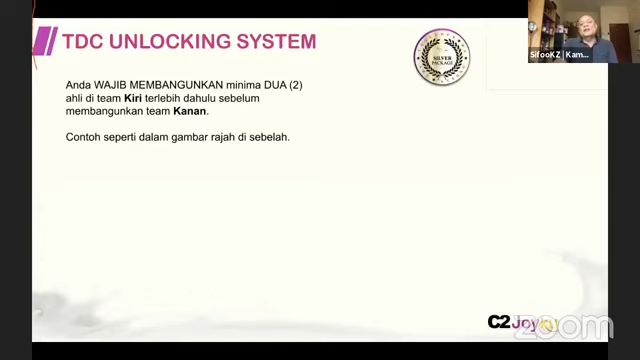 TDC UNLOCKING SYSTEM
SILVER
PACKAGE
SifooKZ | Kam...
Anda WAJIB MEMBANGUNKAN minima DUA (2)
ahli di team Kiri terlebih dahulu sebelum
membangunkan team Kanan.
Contoh seperti dalam gambar rajah di sebelah.
C2Joy
zoom